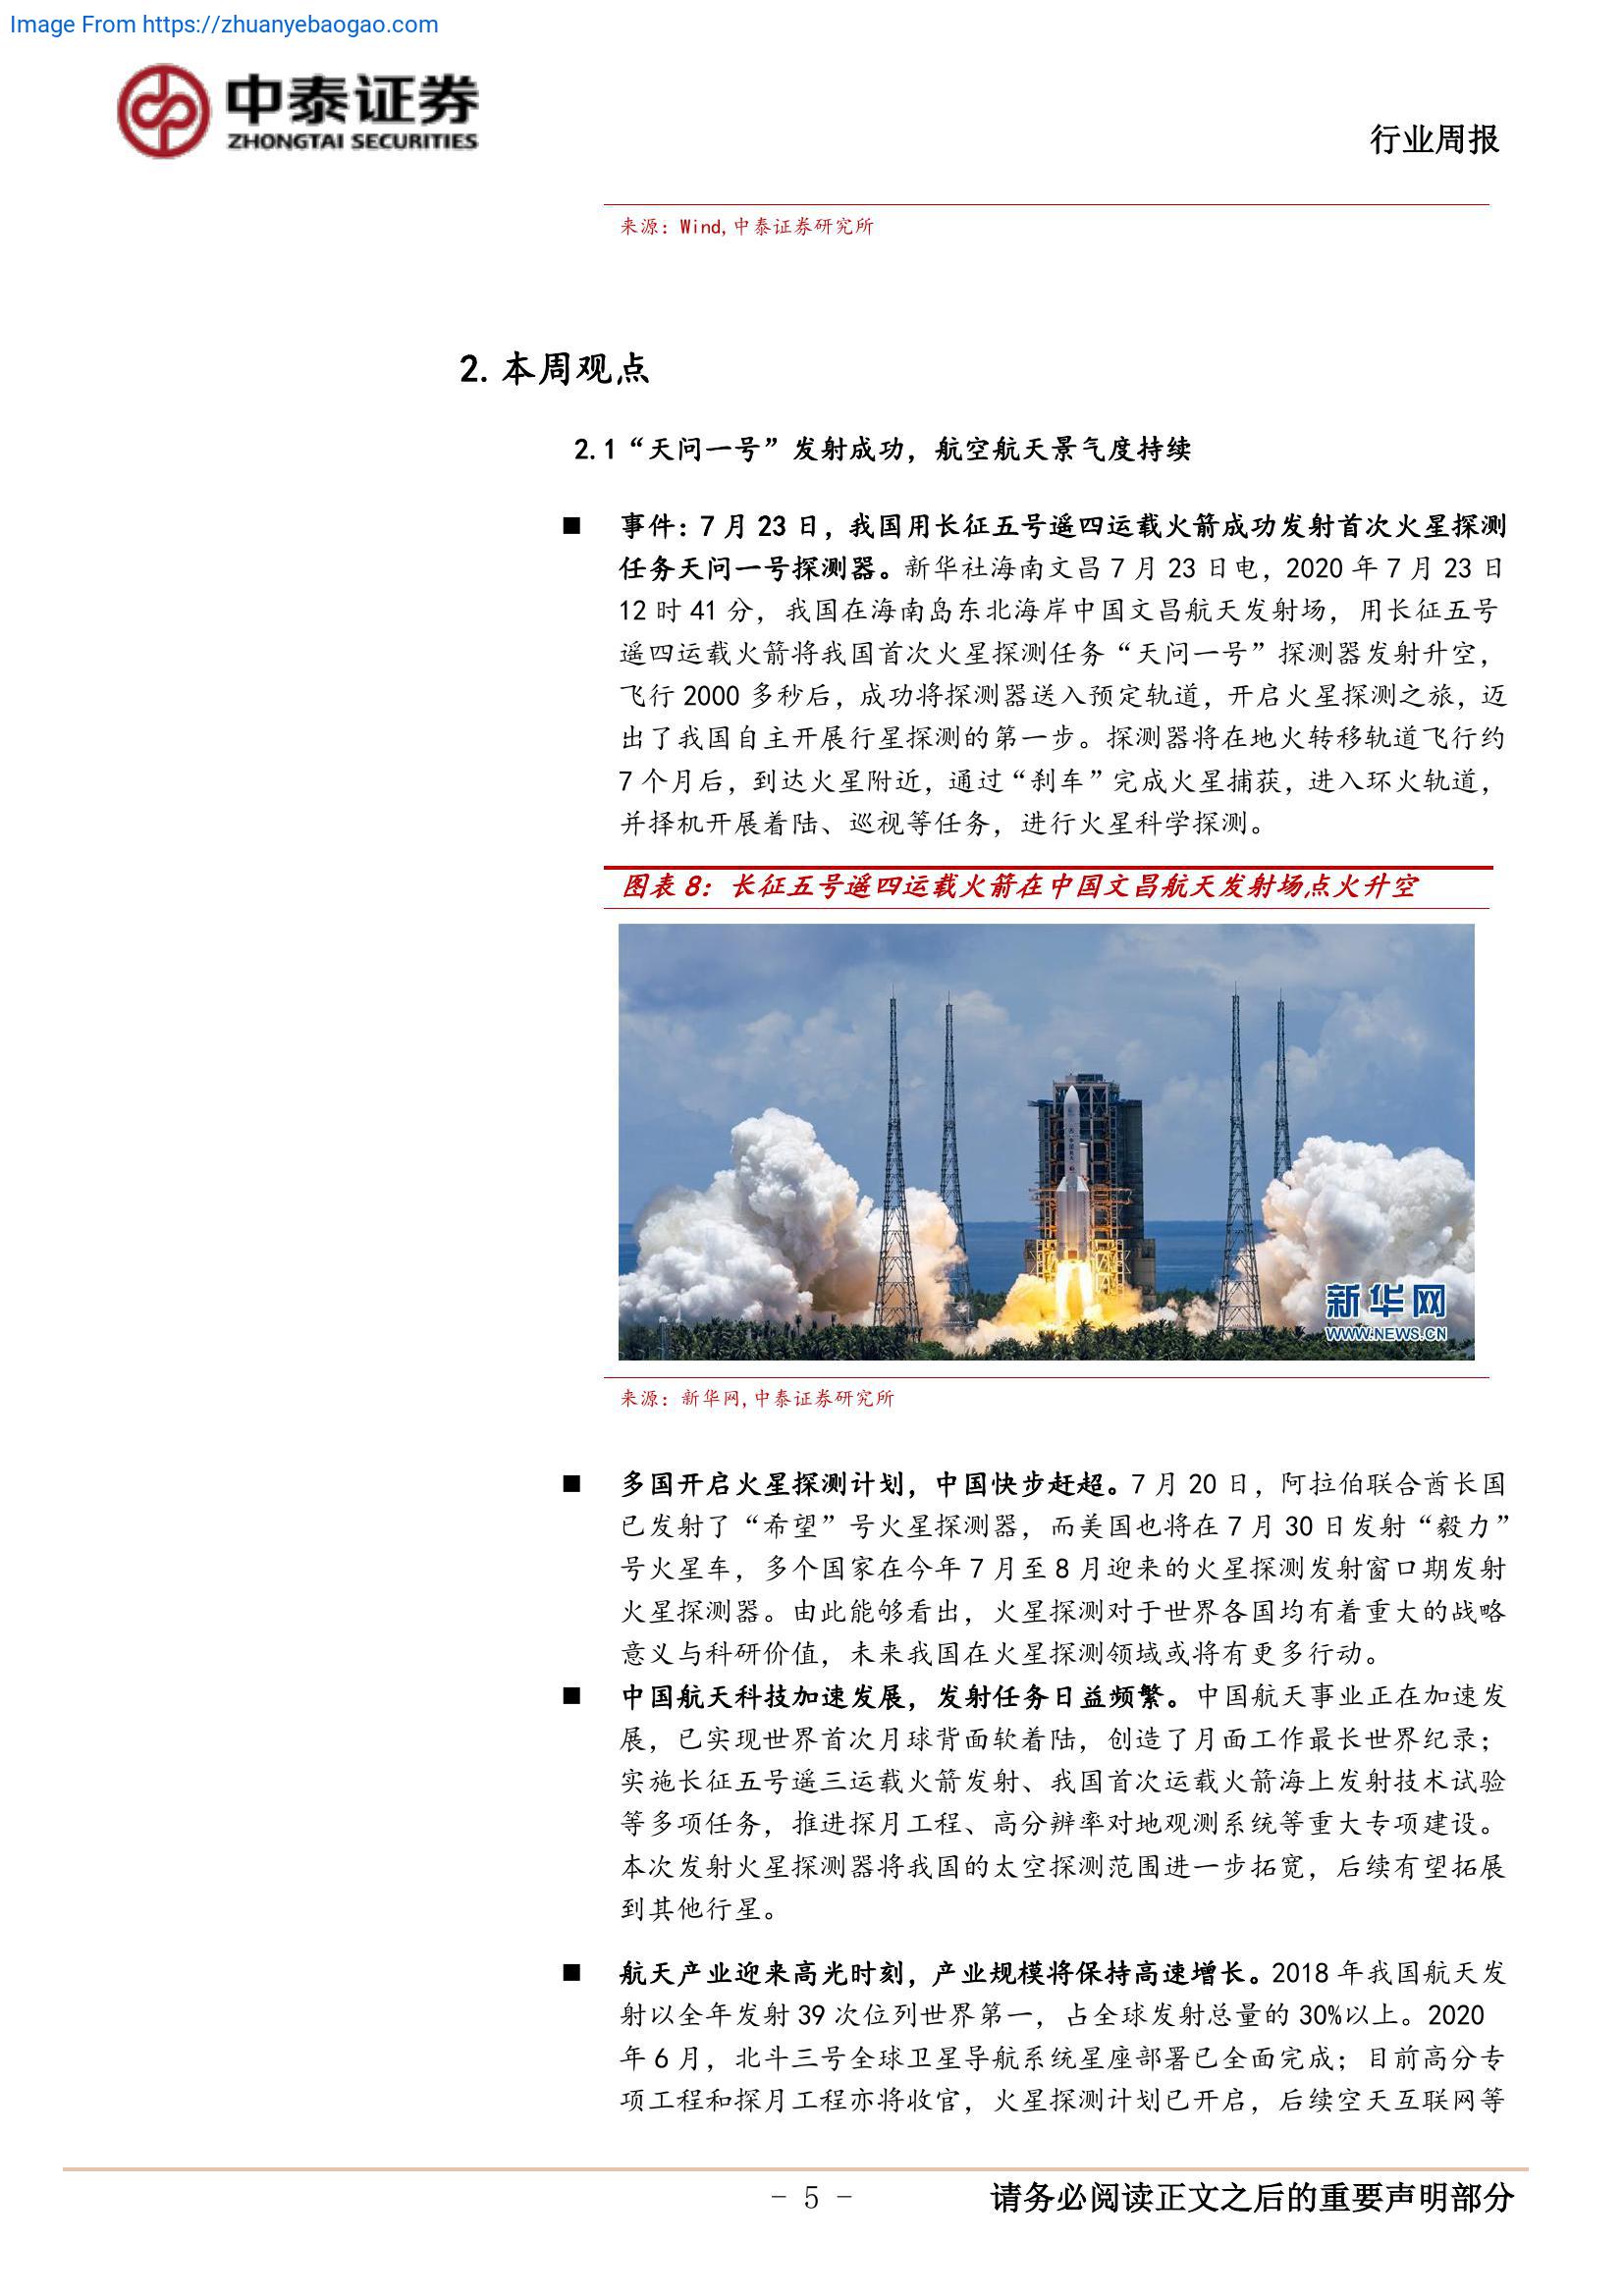 Image From https://zhuanyebaogao.com
中泰证券
ZHONGTAI SECURITIES
行业周报
来源：Wind,中泰证券研究所
2. 本周观点
2.1“天问一号”发射成功，航空航天景气度持续
■ 事件：7 月 23 日，我国用长征五号遥四运载火箭成功发射首次火星探测
任务天问一号探测器。新华社海南文昌 7 月 23 日电，2020 年 7 月 23 日
12 时 41 分，我国在海南岛东北海岸中国文昌航天发射场，用长征五号
遥四运载火箭将我国首次火星探测任务“天问一号”探测器发射升空，
飞行 2000 多秒后，成功将探测器送入预定轨道，开启火星探测之旅，迈
出了我国自主开展行星探测的第一步。探测器将在地火转移轨道飞行约
7 个月后，到达火星附近，通过“刹车”完成火星捕获，进入环火轨道，
并择机开展着陆、巡视等任务，进行火星科学探测。
图表 8：长征五号遥四运载火箭在中国文昌航天发射场点火升空
新华网
WWW.NEWS.CN
来源：新华网,中泰证券研究所
■ 多国开启火星探测计划，中国快步赶超。7 月 20 日，阿拉伯联合酋长国
已发射了“希望”号火星探测器，而美国也将在 7 月 30 日发射“毅力”
号火星车，多个国家在今年 7 月至 8 月迎来的火星探测发射窗口期发射
火星探测器。由此能够看出，火星探测对于世界各国均有着重大的战略
意义与科研价值，未来我国在火星探测领域或将有更多行动。
■ 中国航天科技加速发展，发射任务日益频繁。中国航天事业正在加速发
展，已实现世界首次月球背面软着陆，创造了月面工作最长世界纪录；
实施长征五号遥三运载火箭发射、我国首次运载火箭海上发射技术试验
等多项任务，推进探月工程、高分辨率对地观测系统等重大专项建设。
本次发射火星探测器将我国的太空探测范围进一步拓宽，后续有望拓展
到其他行星。
■ 航天产业迎来高光时刻，产业规模将保持高速增长。2018 年我国航天发
射以全年发射 39 次位列世界第一，占全球发射总量的 30%以上。2020
年 6 月，北斗三号全球卫星导航系统星座部署已全面完成；目前高分专
项工程和探月工程亦将收官，火星探测计划已开启，后续空天互联网等
- 5 -
请务必阅读正文之后的重要声明部分